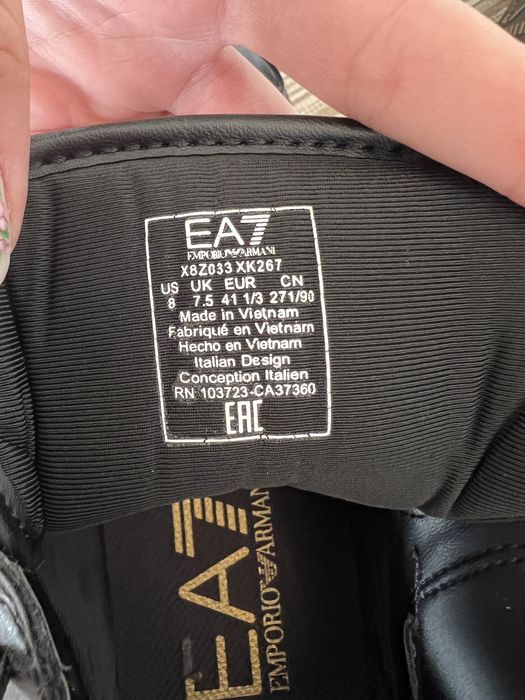 EA7
EMPORIO ARMANI
X8Z033 XK267
US UK EUR CN
8 7.5 41 1/3 271/90
Made in Vietnam
Fabriqué en Vietnam
Hecho en Vietnam
Italian Design
Conception Italien
RN 103723-CA37360
EAC
EA7
EMPORIO ARMANI